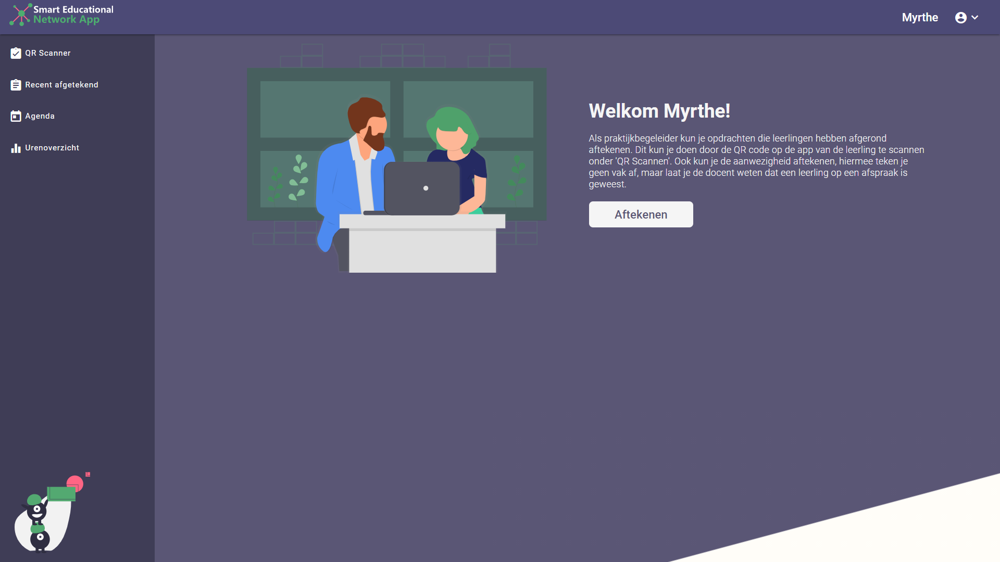 Smart Educational
Network App
Myrthe
QR Scanner
Recent afgetekend
Agenda
Urenoverzicht
Welkom Myrthe!
Als praktijkbegeleider kun je opdrachten die leerlingen hebben afgerond
aftekenen. Dit kun je doen door de QR code op de app van de leerling te scannen
onder 'QR Scannen'. Ook kun je de aanwezigheid aftekenen, hiermee teken je
geen vak af, maar laat je de docent weten dat een leerling op een afspraak is
geweest.
Aftekenen